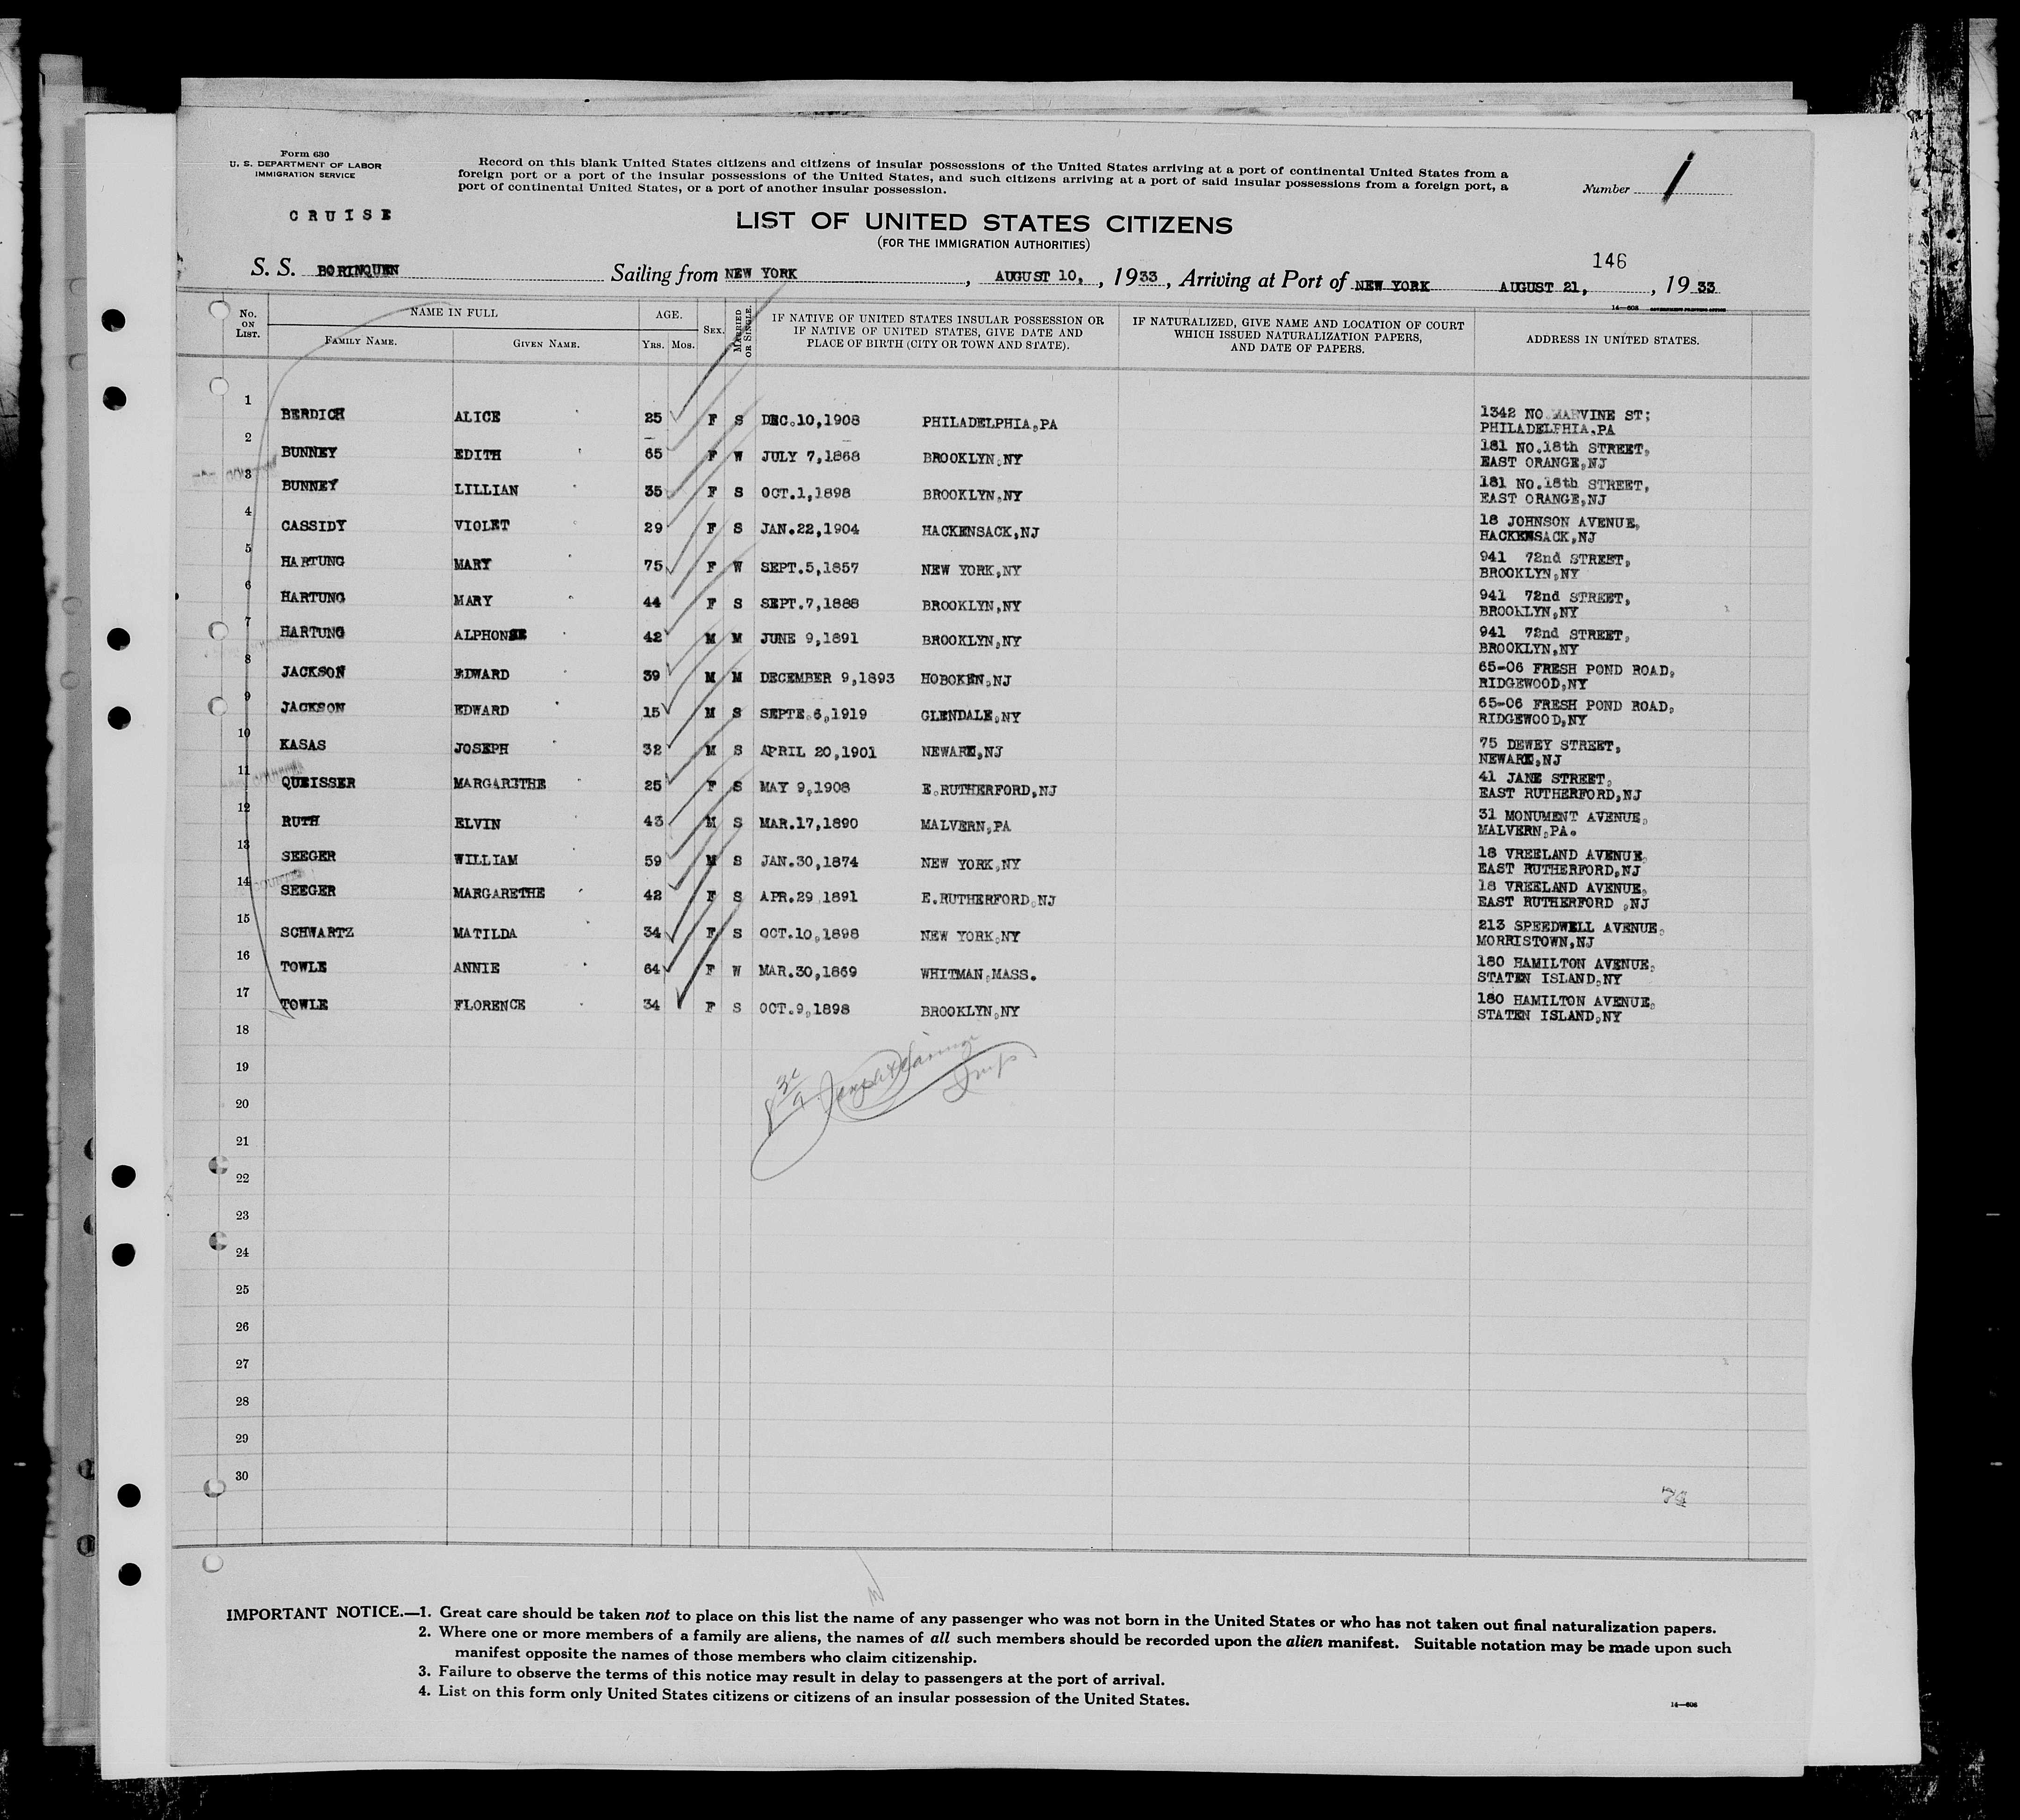 Form 630
U. S. DEPARTMENT OF LABOR
IMMIGRATION SERVICE
Record on this blank United States citizens and citizens of insular possessions of the United States arriving at a port of continental United States from a
foreign port or a port of the insular possessions of the United States, and such citizens arriving at a port of said insular possessions from a foreign port, a
port of continental United States, or a port of another insular possession.
Number 1
CRUISE
LIST OF UNITED STATES CITIZENS
(FOR THE IMMIGRATION AUTHORITIES)
146
S. S. BORINQUEN Sailing from NEW YORK, AUGUST 10, , 1933, Arriving at Port of NEW YORK AUGUST 21, , 1933
14—608 GOVERNMENT PRINTING OFFICE
No. ON LIST. NAME IN FULL FAMILY NAME. GIVEN NAME. AGE. Yrs. Mos. SEX. MARRIED OR SINGLE. IF NATIVE OF UNITED STATES INSULAR POSSESSION OR IF NATIVE OF UNITED STATES, GIVE DATE AND PLACE OF BIRTH (CITY OR TOWN AND STATE). IF NATURALIZED, GIVE NAME AND LOCATION OF COURT WHICH ISSUED NATURALIZATION PAPERS, AND DATE OF PAPERS. ADDRESS IN UNITED STATES.
1 BERDICH ALICE 25 F S DEC.10,1908 PHILADELPHIA,PA 1342 NO.MARVINE ST;
PHILADELPHIA,PA
2 BUNNEY EDITH 65 F W JULY 7,1868 BROOKLYN,NY 181 NO.18th STREET,
EAST ORANGE,NJ
3 BUNNEY LILLIAN 35 F S OCT.1,1898 BROOKLYN,NY 181 NO.18th STREET,
EAST ORANGE,NJ
4 CASSIDY VIOLET 29 F S JAN.22,1904 HACKENSACK,NJ 18 JOHNSON AVENUE,
HACKENSACK,NJ
5 HARTUNG MARY 75 F W SEPT.5,1857 NEW YORK,NY 941 72nd STREET,
BROOKLYN,NY
6 HARTUNG MARY 44 F S SEPT.7,1888 BROOKLYN,NY 941 72nd STREET,
BROOKLYN,NY
7 HARTUNG ALPHONSE 42 M M JUNE 9,1891 BROOKLYN,NY 941 72nd STREET,
BROOKLYN,NY
8 JACKSON EDWARD 39 M M DECEMBER 9,1893 HOBOKEN,NJ 65-06 FRESH POND ROAD,
RIDGEWOOD,NY
9 JACKSON EDWARD 15 M S SEPTE.6,1919 GLENDALE,NY 65-06 FRESH POND ROAD,
RIDGEWOOD,NY
10 KASAS JOSEPH 32 M S APRIL 20,1901 NEWARK,NJ 75 DEWEY STREET,
NEWARK,NJ
11 QUEISSER MARGARETHE 25 F S MAY 9,1908 E.RUTHERFORD,NJ 41 JANE STREET,
EAST RUTHERFORD,NJ
12 RUTH ELVIN 43 M S MAR.17,1890 MALVERN,PA 31 MONUMENT AVENUE,
MALVERN,PA.
13 SEEGER WILLIAM 59 M S JAN.30,1874 NEW YORK,NY 18 VREELAND AVENUE,
EAST RUTHERFORD,NJ
14 SEEGER MARGARETHE 42 F S APR.29 1891 E.RUTHERFORD,NJ 18 VREELAND AVENUE,
EAST RUTHERFORD ,NJ
15 SCHWARTZ MATILDA 34 F S OCT.10,1898 NEW YORK,NY 213 SPEEDWELL AVENUE,
MORRISTOWN,NJ
16 TOWLE ANNIE 64 F W MAR.30,1869 WHITMAN,MASS. 180 HAMILTON AVENUE,
STATEN ISLAND,NY
17 TOWLE FLORENCE 34 F S OCT.9,1898 BROOKLYN,NY 180 HAMILTON AVENUE,
STATEN ISLAND,NY
18
19
20
21
22
23
24
25
26
27
28
29
30
74
IMPORTANT NOTICE.—1. Great care should be taken not to place on this list the name of any passenger who was not born in the United States or who has not taken out final naturalization papers.
2. Where one or more members of a family are aliens, the names of all such members should be recorded upon the alien manifest. Suitable notation may be made upon such
manifest opposite the names of those members who claim citizenship.
3. Failure to observe the terms of this notice may result in delay to passengers at the port of arrival.
4. List on this form only United States citizens or citizens of an insular possession of the United States.
14—608